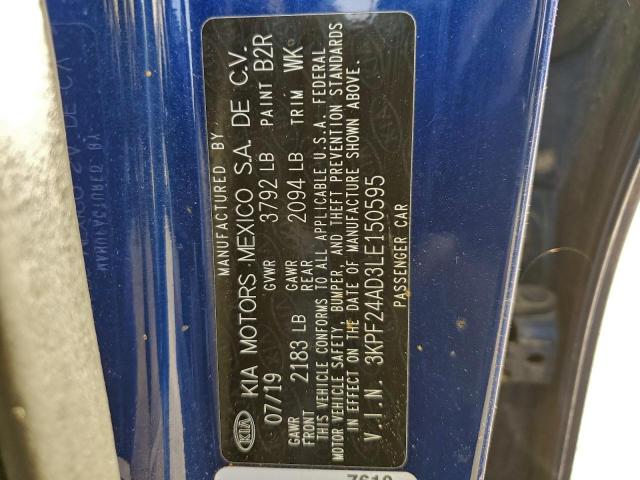 MANUFACTURED BY
KIA KIA MOTORS MEXICO S.A. DE C.V.
07/19 GVWR 3792 LB PAINT B2R
GAWR FRONT 2183 LB GAWR REAR 2094 LB TRIM WK
THIS VEHICLE CONFORMS TO ALL APPLICABLE U.S.A. FEDERAL
MOTOR VEHICLE SAFETY, BUMPER, AND THEFT PREVENTION STANDARDS
IN EFFECT ON THE DATE OF MANUFACTURE SHOWN ABOVE.
V.I.N. 3KPF24AD3LE150595
PASSENGER CAR